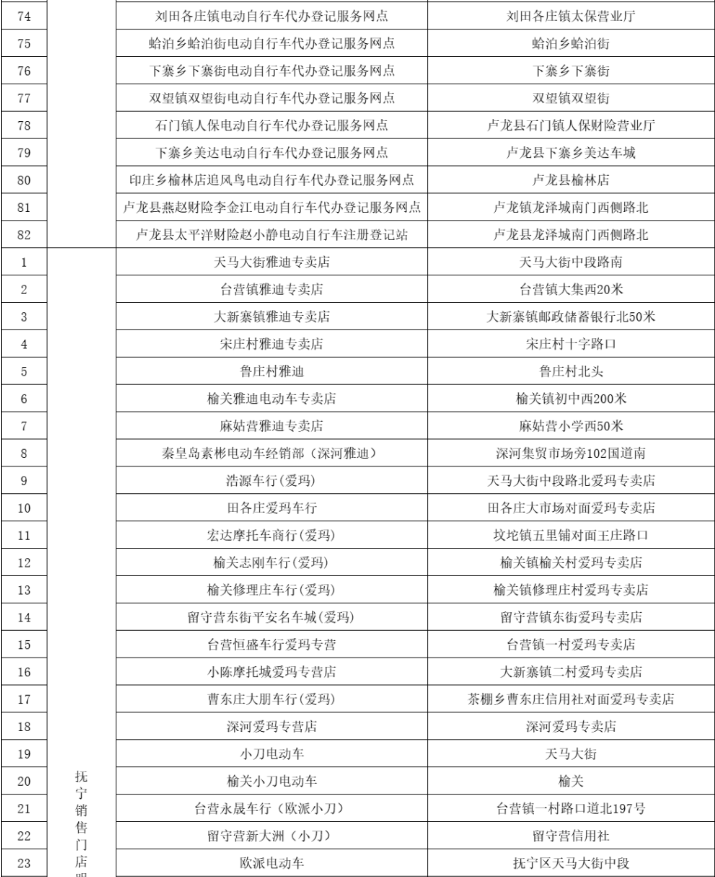 74 刘田各庄镇电动自行车代办登记服务网点 刘田各庄镇太保营业厅
75 蛤泊乡蛤泊街电动自行车代办登记服务网点 蛤泊乡蛤泊街
76 下寨乡下寨街电动自行车代办登记服务网点 下寨乡下寨街
77 双望镇双望街电动自行车代办登记服务网点 双望镇双望街
78 石门镇人保电动自行车代办登记服务网点 卢龙县石门镇人保财险营业厅
79 下寨乡美达电动自行车代办登记服务网点 卢龙县下寨乡美达车城
80 印庄乡榆林店追风鸟电动自行车代办登记服务网点 卢龙县榆林店
81 卢龙县燕赵财险李金江电动自行车代办登记服务网点 卢龙镇龙泽城南门西侧路北
82 卢龙县太平洋财险赵小静电动自行车注册登记站 卢龙县龙泽城南门西侧路北
1 天马大街雅迪专卖店 天马大街中段路南
2 台营镇雅迪专卖店 台营镇大集西20米
3 大新寨镇雅迪专卖店 大新寨镇邮政储蓄银行北50米
4 宋庄村雅迪专卖店 宋庄村十字路口
5 鲁庄村雅迪 鲁庄村北头
6 榆关雅迪电动车专卖店 榆关镇初中西200米
7 麻姑营雅迪专卖店 麻姑营小学西50米
8 秦皇岛素彬电动车经销部（深河雅迪） 深河集贸市场旁102国道南
9 浩源车行(爱玛) 天马大街中段路北爱玛专卖店
10 田各庄爱玛车行 田各庄大市场对面爱玛专卖店
11 宏达摩托车商行(爱玛) 坟坨镇五里铺对面王庄路口
12 榆关志刚车行(爱玛) 榆关镇榆关村爱玛专卖店
13 榆关修理庄车行(爱玛) 榆关镇修理庄村爱玛专卖店
14 留守营东街平安名车城(爱玛) 留守营镇东街爱玛专卖店
15 台营恒盛车行爱玛专营 台营镇一村爱玛专卖店
16 小陈摩托城爱玛专营店 大新寨镇二村爱玛专卖店
17 曹东庄大朋车行(爱玛) 茶棚乡曹东庄信用社对面爱玛专卖店
18 深河爱玛专营店 深河爱玛专卖店
19 小刀电动车 天马大街
20 榆关小刀电动车 榆关
21 台营永晟车行（欧派小刀） 台营镇一村路口道北197号
22 留守营新大洲（小刀） 留守营信用社
23 欧派电动车 抚宁区天马大街中段
抚宁销售门店